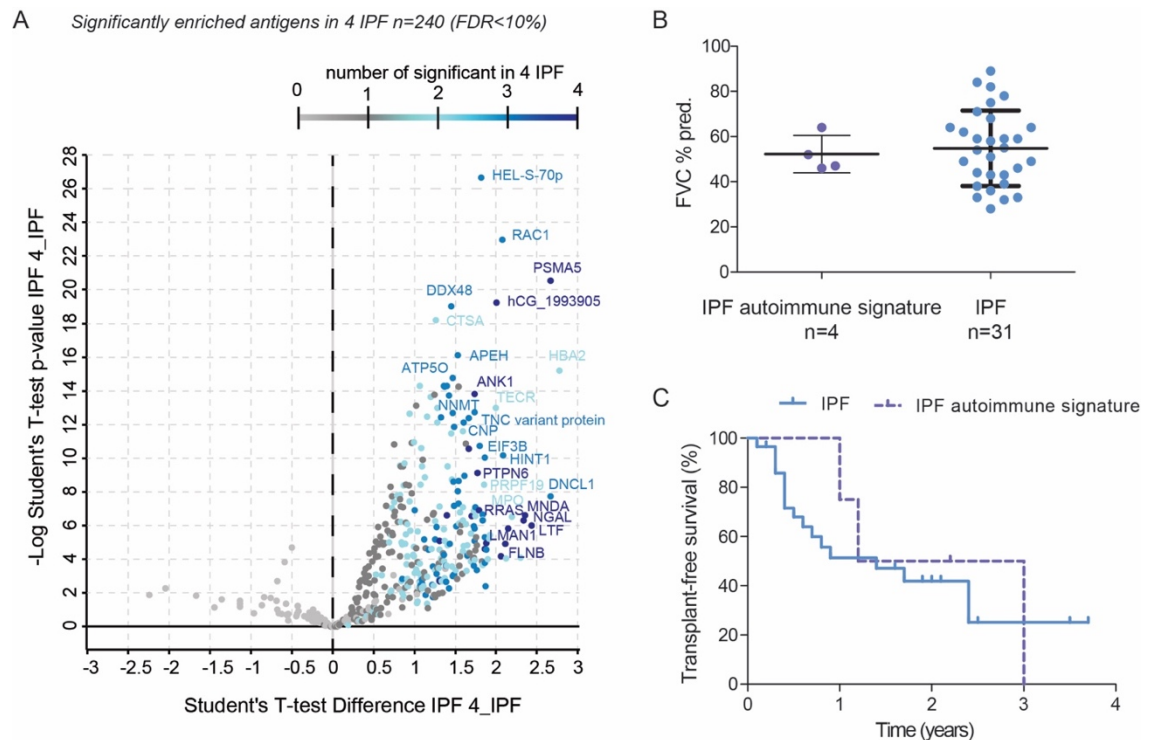 A
Significantly enriched antigens in 4 IPF n=240 (FDR<10%)
number of significant in 4 IPF
0 1 2 3 4
-Log Student's T-test p-value IPF 4_IPF
28
26
24
22
20
18
16
14
12
10
8
6
4
2
0
HEL-S-70p
RAC1
PSMA5
DDX48
hCG_1993905
CTSA
APEH
HBA2
ATP5O
ANK1
TECR
NNMT
TNC variant protein
CNP
EIF3B
HINT1
PTPN6
PRPF19
DNCL1
MPO
RRAS
MNDA
NGAL
LMAN1
LTF
FLNB
-3 -2.5 -2 -1.5 -1 -0.5 0 0.5 1 1.5 2 2.5 3
Student's T-test Difference IPF 4_IPF
B
FVC % pred.
100
80
60
40
20
0
IPF autoimmune signature IPF
n=4 n=31
C
IPF IPF autoimmune signature
Transplant-free survival (%)
100
80
60
40
20
0
0 1 2 3 4
Time (years)